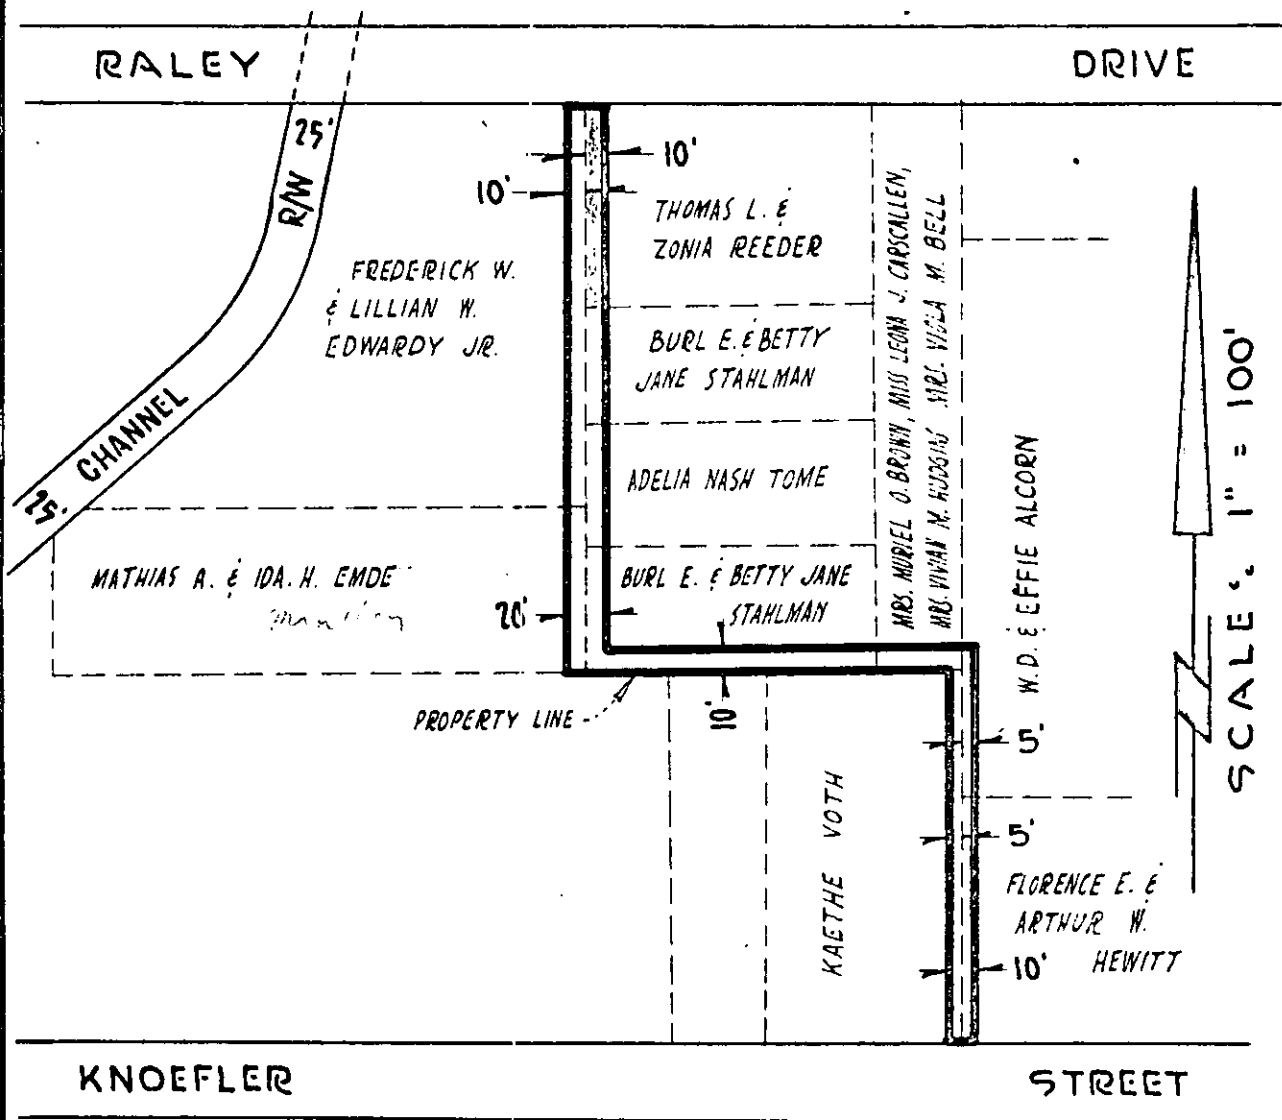 RALEY DRIVE
25'
R/W
25' CHANNEL
10'
10'
FREDERICK W.
& LILLIAN W.
EDWARDY JR.
THOMAS L. &
ZONIA REEDER
BURL E. & BETTY
JANE STAHLMAN
ADELIA NASH TOME
BURL E. & BETTY JANE
STAHLMAN
MRS. MURIEL O. BROWN, MISS LEONA J. CARSCALLEN,
MRS. VIVIAN M. HUDGINS MRS. VIOLA M. BELL
W.D. & EFFIE ALCORN
SCALE: 1" = 100'
MATHIAS A. & IDA. H. EMDE
20'
PROPERTY LINE
10'
5'
5'
KAETHE VOTH
FLORENCE E. &
ARTHUR W.
HEWITT
10'
KNOEFLER STREET